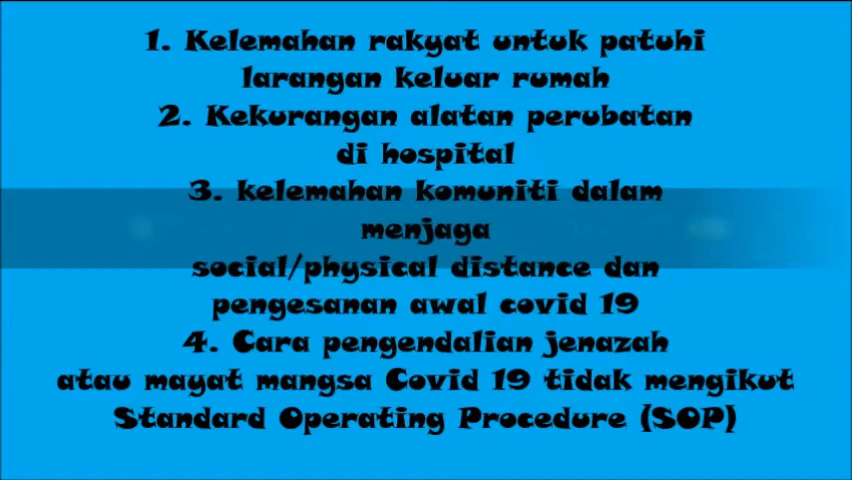 1. Kelemahan rakyat untuk patuhi
larangan keluar rumah
2. Kekurangan alatan perubatan
di hospital
3. kelemahan komuniti dalam
menjaga
social/physical distance dan
pengesanan awal covid 19
4. Cara pengendalian jenazah
atau mayat mangsa Covid 19 tidak mengikut
Standard Operating Procedure (SOP)